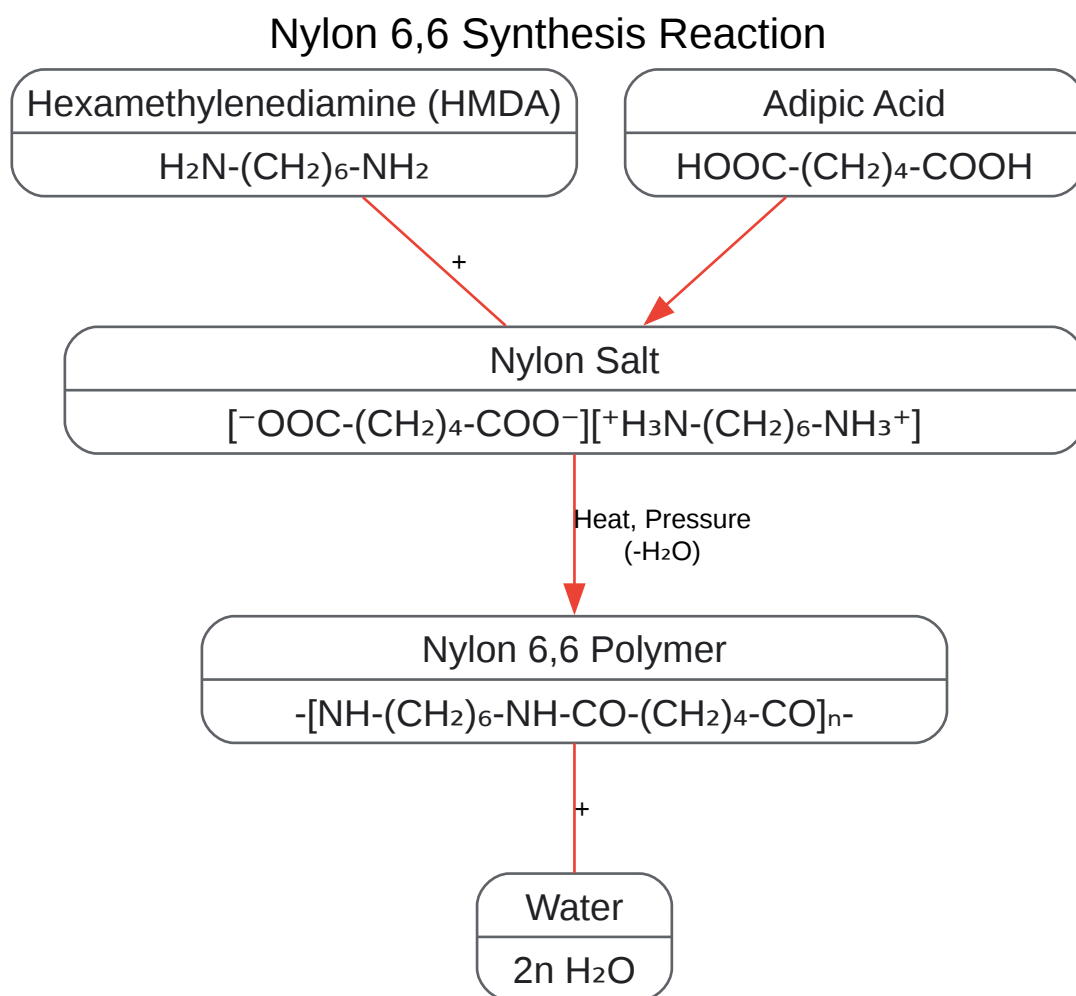 Nylon 6,6 Synthesis Reaction
Hexamethylenediamine (HMDA)
H₂N-(CH₂)₆-NH₂
Adipic Acid
HOOC-(CH₂)₄-COOH
+
Nylon Salt
[⁻OOC-(CH₂)₄-COO⁻][⁺H₃N-(CH₂)₆-NH₃⁺]
Heat, Pressure
(-H₂O)
Nylon 6,6 Polymer
-[NH-(CH₂)₆-NH-CO-(CH₂)₄-CO]ₙ-
+
Water
2n H₂O